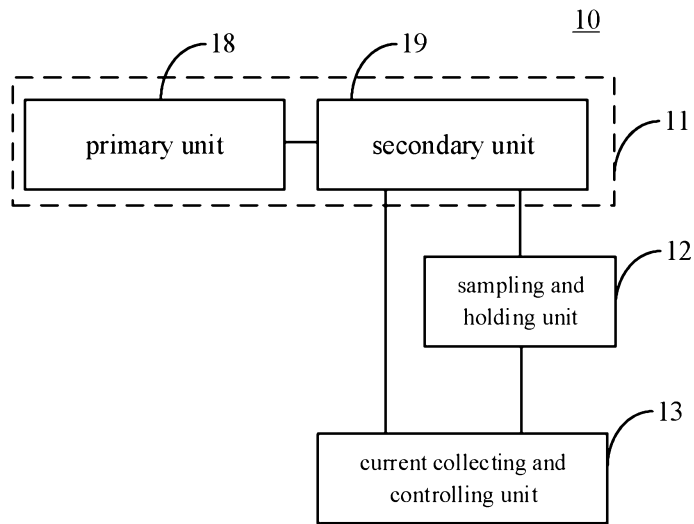 10
18
19
primary unit
secondary unit
11
12
sampling and
holding unit
13
current collecting and
controlling unit